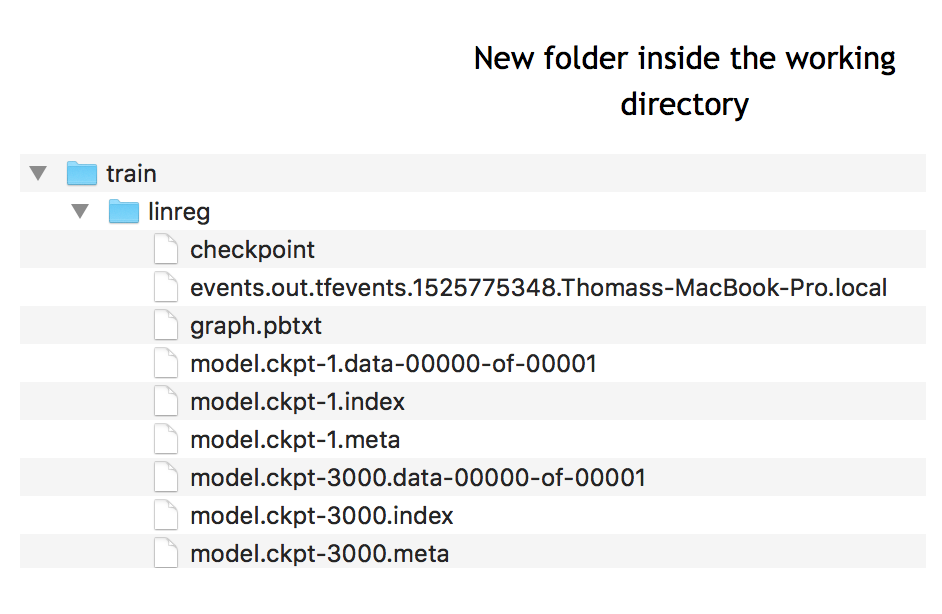 New folder inside the working
directory
train
linreg
checkpoint
events.out.tfevents.1525775348.Thomass-MacBook-Pro.local
graph.pbtxt
model.ckpt-1.data-00000-of-00001
model.ckpt-1.index
model.ckpt-1.meta
model.ckpt-3000.data-00000-of-00001
model.ckpt-3000.index
model.ckpt-3000.meta